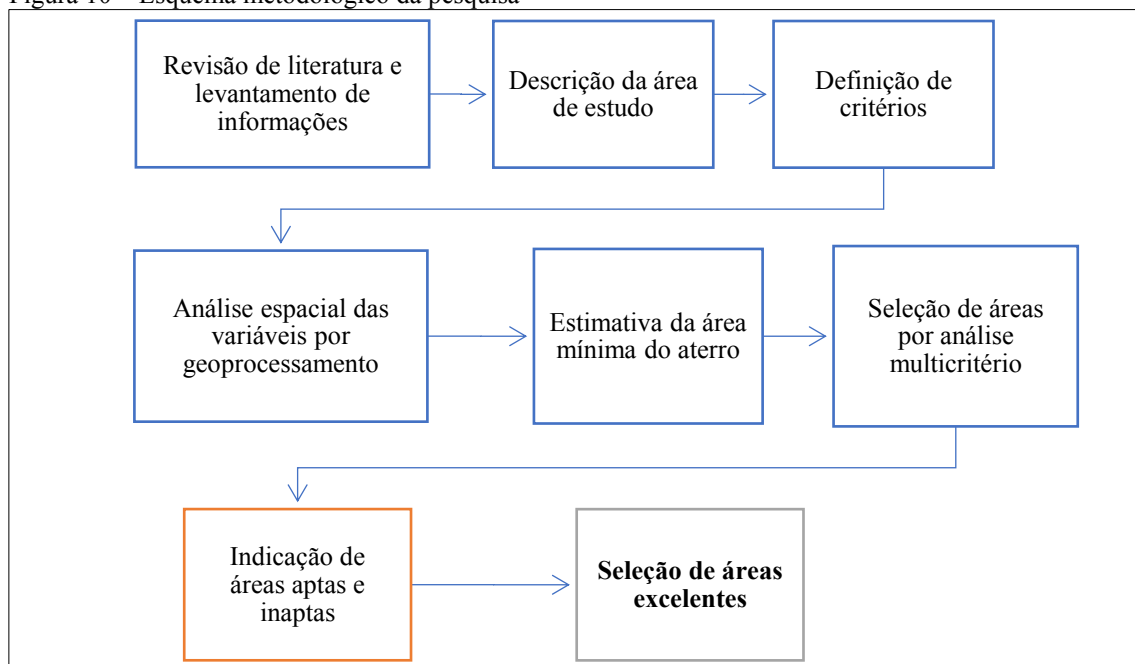 Figura 10 – Esquema metodológico da pesquisa
Revisão de literatura e
levantamento de
informações
Descrição da área
de estudo
Definição de
critérios
Análise espacial das
variáveis por
geoprocessamento
Estimativa da área
mínima do aterro
Seleção de áreas
por análise
multicritério
Indicação de
áreas aptas e
inaptas
Seleção de áreas
excelentes